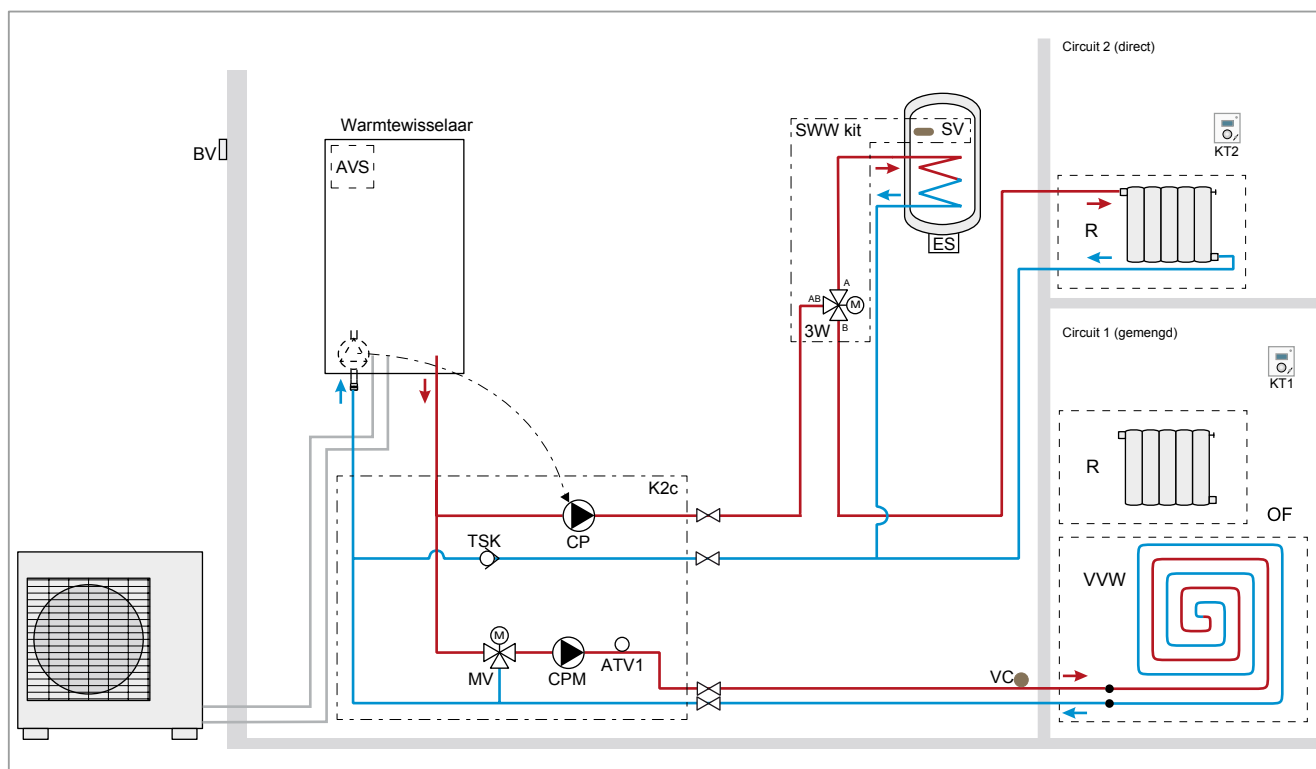 Circuit 2 (direct)
Warmtewisselaar
SWW kit
SV
BV
AVS
KT2
R
ES
A
AB
M
3W
B
Circuit 1 (gemengd)
KT1
R
K2c
CP
TSK
OF
VVW
M
MV
CPM
ATV1
VC